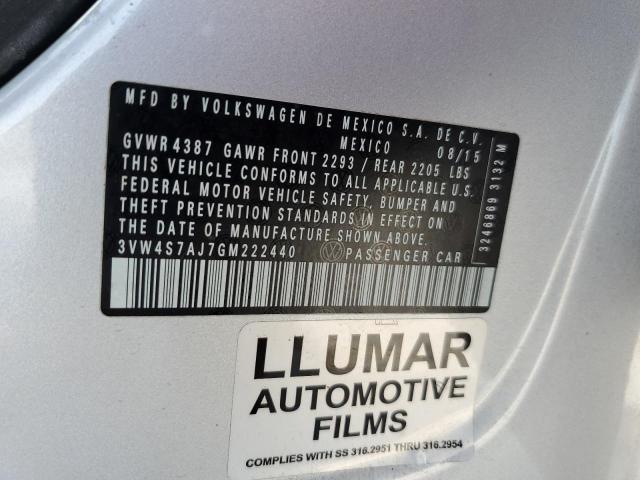 MFD BY VOLKSWAGEN DE MEXICO S.A. DE C.V.
MEXICO 08/15
GVWR 4387 GAWR FRONT 2293 / REAR 2205 LBS
THIS VEHICLE CONFORMS TO ALL APPLICABLE U.S.
FEDERAL MOTOR VEHICLE SAFETY, BUMPER AND
THEFT PREVENTION STANDARDS IN EFFECT ON
THE DATE OF MANUFACTURE SHOWN ABOVE.
3VW4S7AJ7GM222440 PASSENGER CAR
3246869 3132 M
LLUMAR
AUTOMOTIVE
FILMS
COMPLIES WITH SS 316.2951 THRU 316.2954